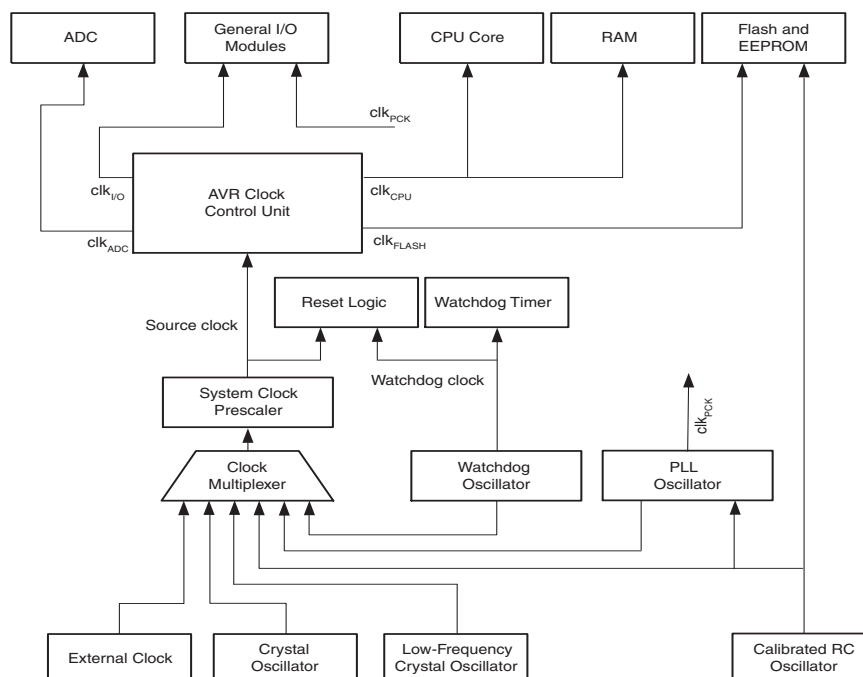 ADC
General I/O
Modules
CPU Core
RAM
Flash and
EEPROM
clkPCK
clkI/O
AVR Clock
Control Unit
clkCPU
clkADC
clkFLASH
Source clock
Reset Logic
Watchdog Timer
Watchdog clock
System Clock
Prescaler
clkPCK
Clock
Multiplexer
Watchdog
Oscillator
PLL
Oscillator
External Clock
Crystal
Oscillator
Low-Frequency
Crystal Oscillator
Calibrated RC
Oscillator